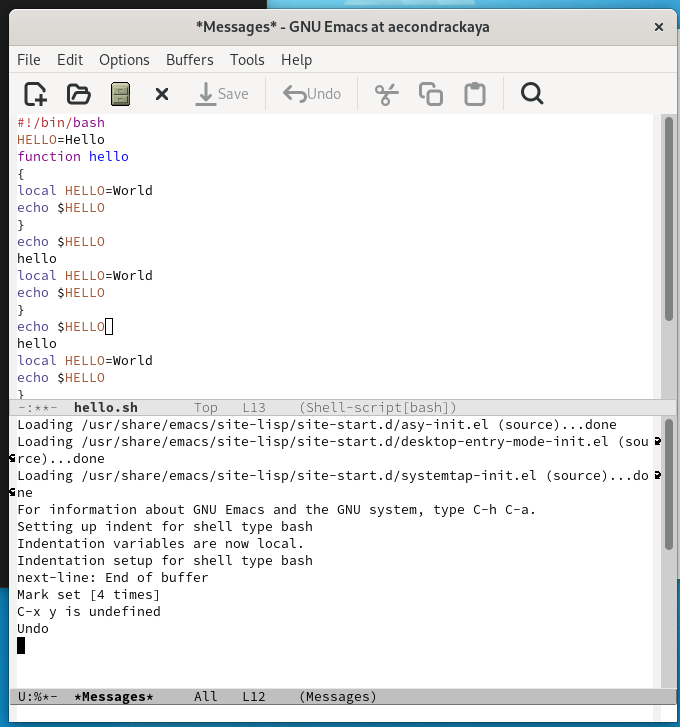 *Messages* - GNU Emacs at aecondrackaya
File Edit Options Buffers Tools Help
Save Undo
#!/bin/bash
HELLO=Hello
function hello
{
local HELLO=World
echo $HELLO
}
echo $HELLO
hello
local HELLO=World
echo $HELLO
}
echo $HELLO
hello
local HELLO=World
echo $HELLO
}
-:**- hello.sh Top L13 (Shell-script[bash])
Loading /usr/share/emacs/site-lisp/site-start.d/asy-init.el (source)...done
Loading /usr/share/emacs/site-lisp/site-start.d/desktop-entry-mode-init.el (sou
rce)...done
Loading /usr/share/emacs/site-lisp/site-start.d/systemtap-init.el (source)...do
ne
For information about GNU Emacs and the GNU system, type C-h C-a.
Setting up indent for shell type bash
Indentation variables are now local.
Indentation setup for shell type bash
next-line: End of buffer
Mark set [4 times]
C-x y is undefined
Undo
U:%*- *Messages* All L12 (Messages)